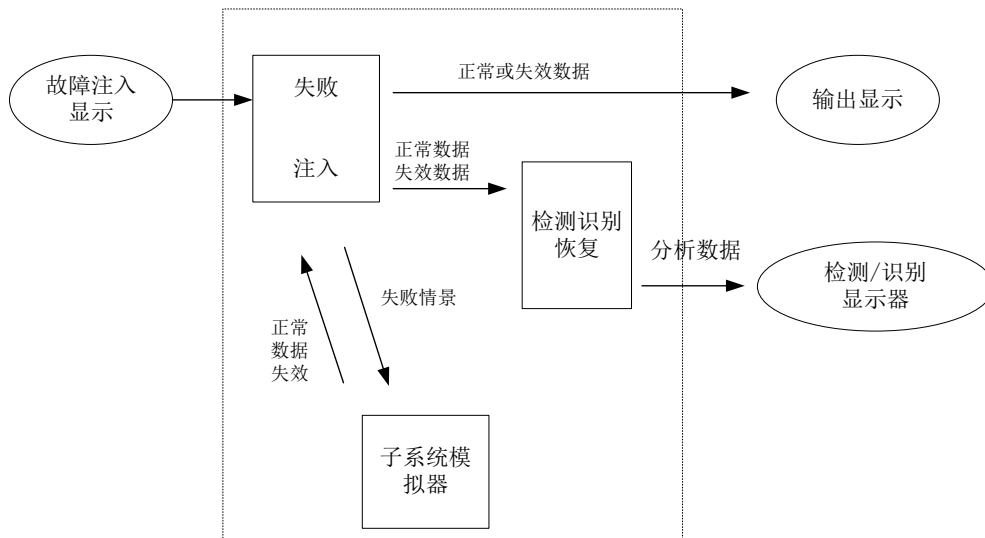 故障注入
显示
失败
注入
正常或失效数据
输出显示
正常数据
失效数据
检测识别
恢复
分析数据
检测/识别
显示器
失败情景
正常
数据
失效
子系统模
拟器